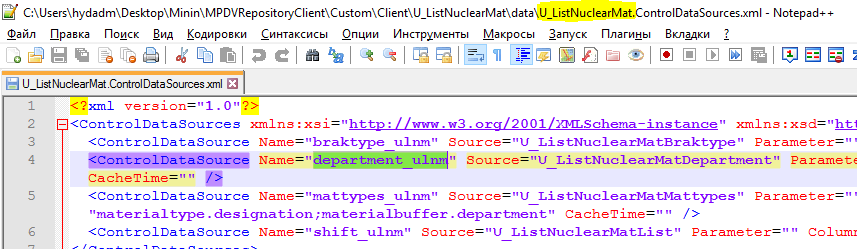 C:\Users\hydadm\Desktop\Minin\MPDVRepositoryClient\Custom\Client\U_ListNuclearMat\data\U_ListNuclearMat.ControlDataSources.xml - Notepad++
Файл Правка Поиск Вид Кодировки Синтаксисы Опции Инструменты Макросы Запуск Плагины Вкладки ?
U_ListNuclearMat.ControlDataSources.xml
1 <?xml version="1.0"?>
2 <ControlDataSources xmlns:xsi="http://www.w3.org/2001/XMLSchema-instance" xmlns:xsd="htt
3 <ControlDataSource Name="braktype_ulnm" Source="U_ListNuclearMatBraktype" Parameter=""
4 <ControlDataSource Name="department_ulnm" Source="U_ListNuclearMatDepartment" Parame
CacheTime="" />
5 <ControlDataSource Name="mattypes_ulnm" Source="U_ListNuclearMatMattypes" Parameter=""
"materialtype.designation;materialbuffer.department" CacheTime="" />
6 <ControlDataSource Name="shift_ulnm" Source="U_ListNuclearMatList" Parameter="" Colum
</ControlDataSources>